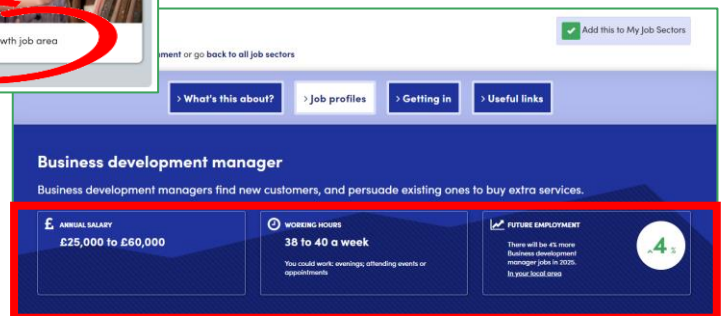 wth job area
Add this to My Job Sectors
ment or go back to all job sectors
> What's this about?
> Job profiles
> Getting in
> Useful links
Business development manager
Business development managers find new customers, and persuade existing ones to buy extra services.
£ ANNUAL SALARY
£25,000 to £60,000
WORKING HOURS
38 to 40 a week
You could work: evenings; attending events or
appointments
FUTURE EMPLOYMENT
There will be 4% more
Business development
manager jobs in 2025.
In your local area
4 %